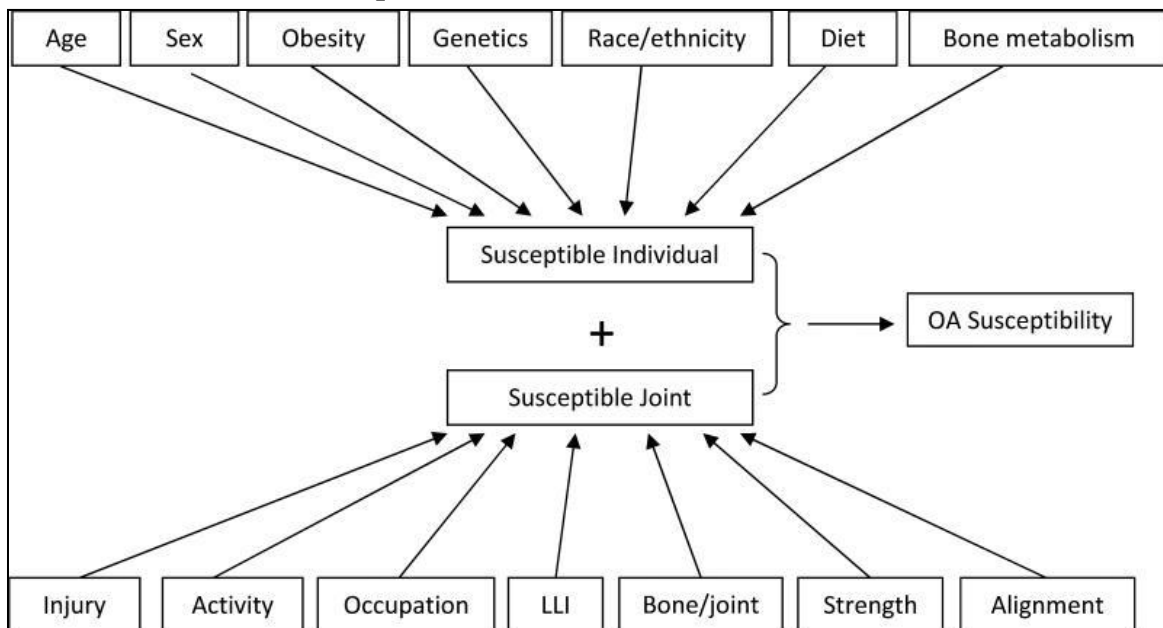 Age Sex Obesity Genetics Race/ethnicity Diet Bone metabolism
Susceptible Individual
+
OA Susceptibility
Susceptible Joint
Injury Activity Occupation LLI Bone/joint Strength Alignment